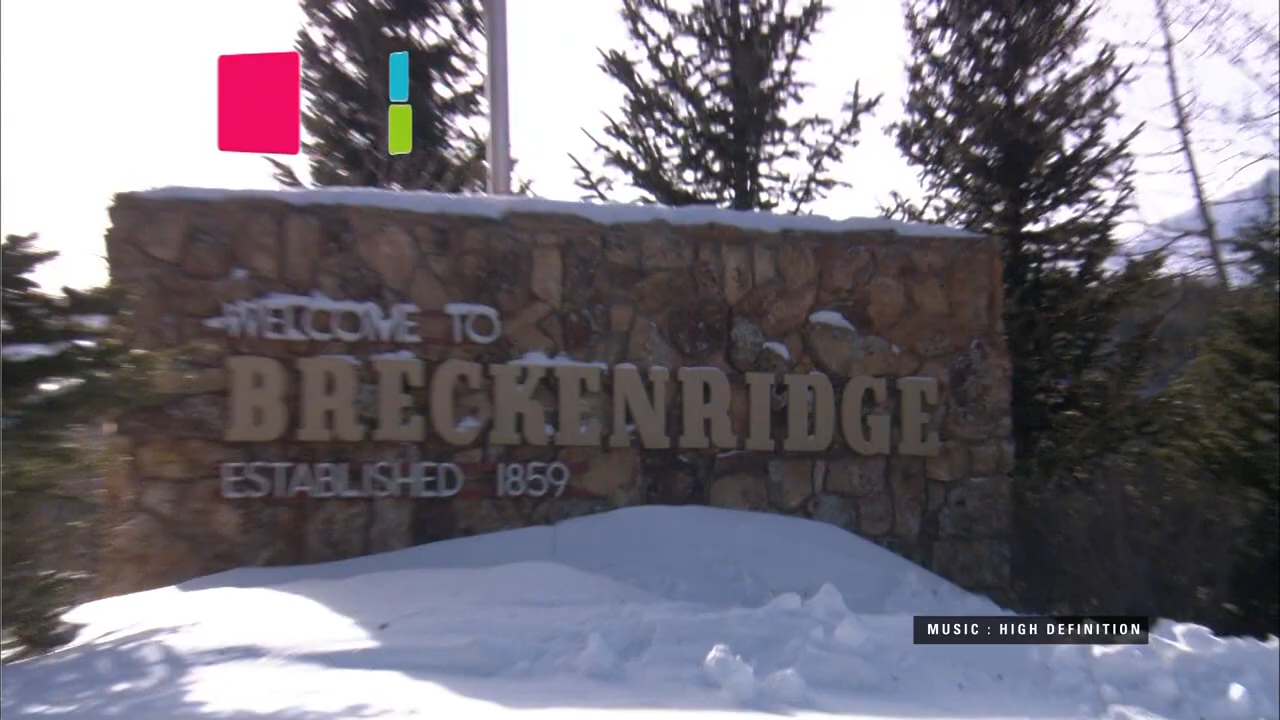 WELCOME TO
BRECKENRIDGE
ESTABLISHED 1859
MUSIC : HIGH DEFINITION